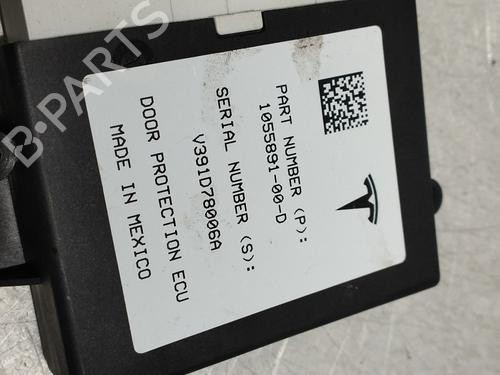 PART NUMBER (P):
1055891-00-D
SERIAL NUMBER (S):
V391D78006A
DOOR PROTECTION ECU
MADE IN MEXICO
B-PARTS